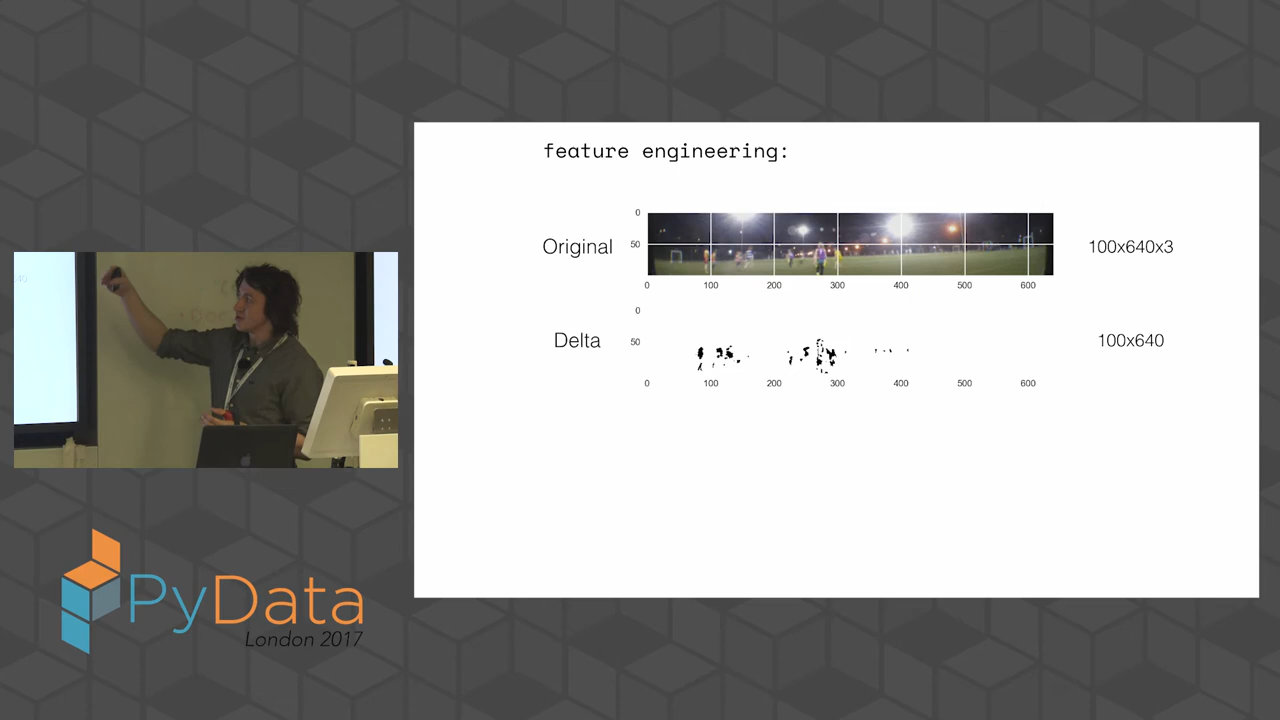 feature engineering:
0
50
Original
100x640x3
0 100 200 300 400 500 600
0
50
Delta
100x640
0 100 200 300 400 500 600
PyData
London 2017